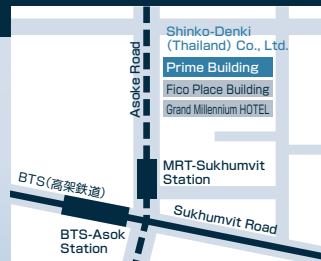 Shinko-Denki
(Thailand) Co., Ltd.
Asoke Road
Prime Building
Fico Place Building
Grand Millennium HOTEL
MRT-Sukhumvit
Station
BTS(高架鉄道)
Sukhumvit Road
BTS-Asok
Station